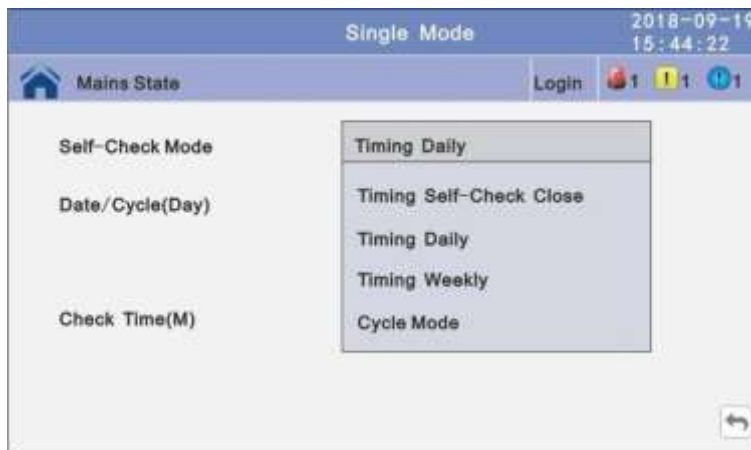 Single Mode
2018-09-19
15:44:22
Mains State
Login
1
! 1
! 1
Self-Check Mode
Timing Daily
Date/Cycle(Day)
Timing Self-Check Close
Timing Daily
Timing Weekly
Check Time(M)
Cycle Mode